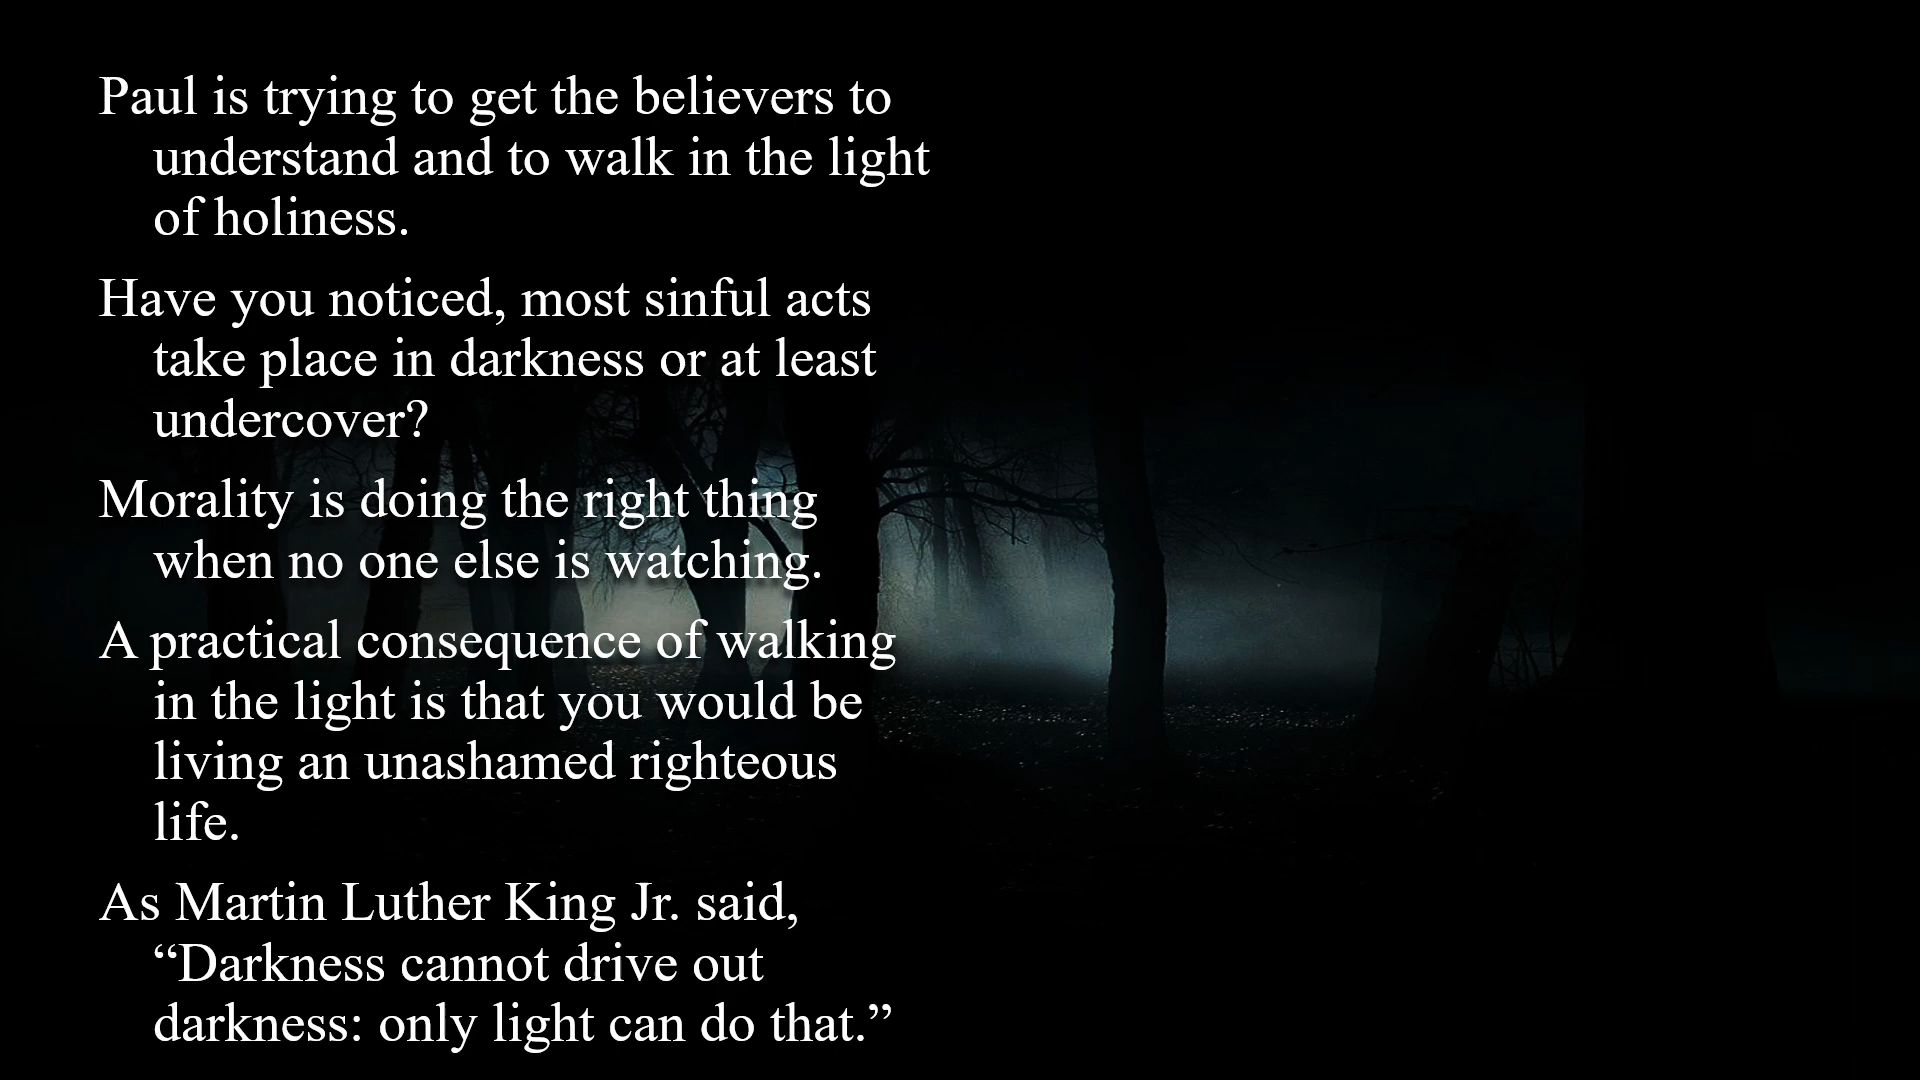 Paul is trying to get the believers to
understand and to walk in the light
of holiness.
Have you noticed, most sinful acts
take place in darkness or at least
undercover?
Morality is doing the right thing
when no one else is watching.
A practical consequence of walking
in the light is that you would be
living an unashamed righteous
life.
As Martin Luther King Jr. said,
“Darkness cannot drive out
darkness: only light can do that.”